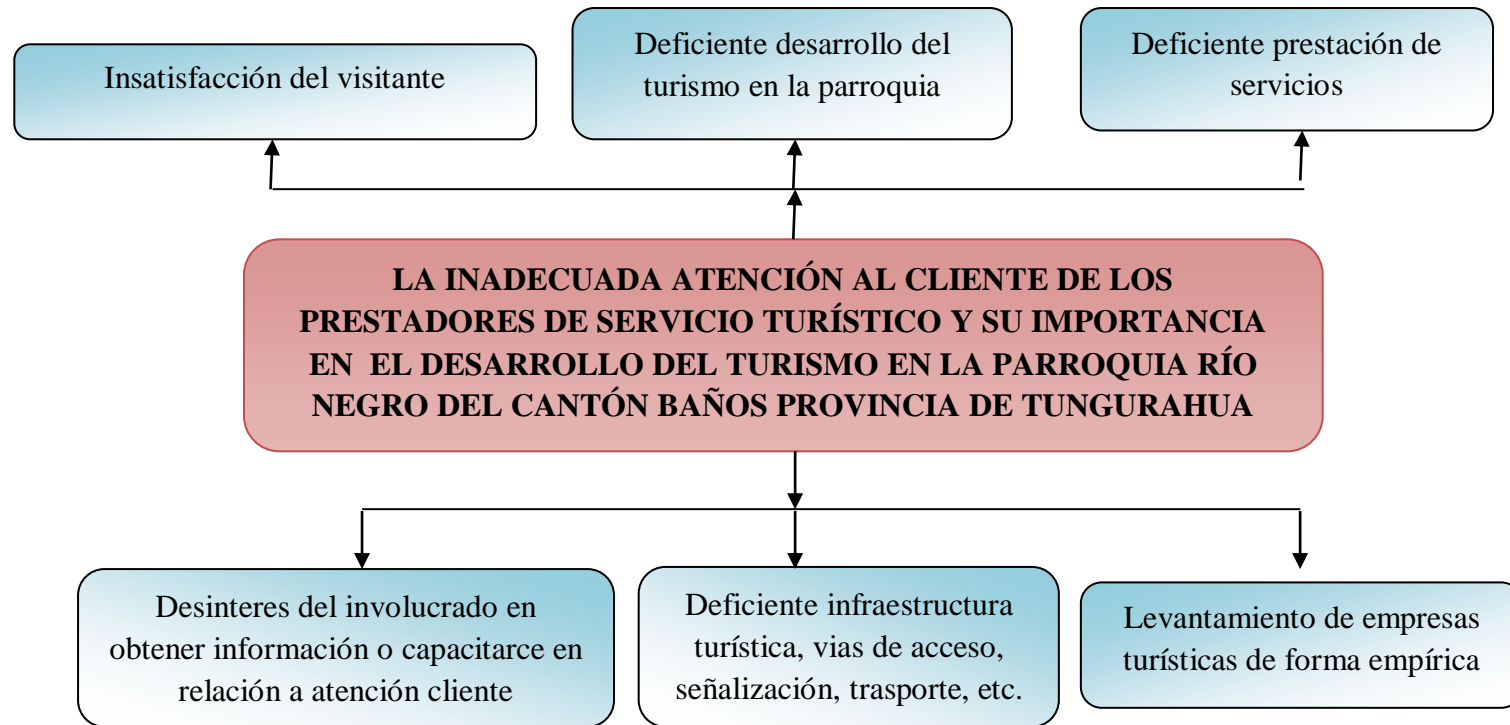 Insatisfacción del visitante
Deficiente desarrollo del
turismo en la parroquia
Deficiente prestación de
servicios
LA INADECUADA ATENCIÓN AL CLIENTE DE LOS
PRESTADORES DE SERVICIO TURÍSTICO Y SU IMPORTANCIA
EN EL DESARROLLO DEL TURISMO EN LA PARROQUIA RÍO
NEGRO DEL CANTÓN BAÑOS PROVINCIA DE TUNGURAHUA
Desinteres del involucrado en
obtener información o capacitarce en
relación a atención cliente
Deficiente infraestructura
turística, vias de acceso,
señalización, trasporte, etc.
Levantamiento de empresas
turísticas de forma empírica